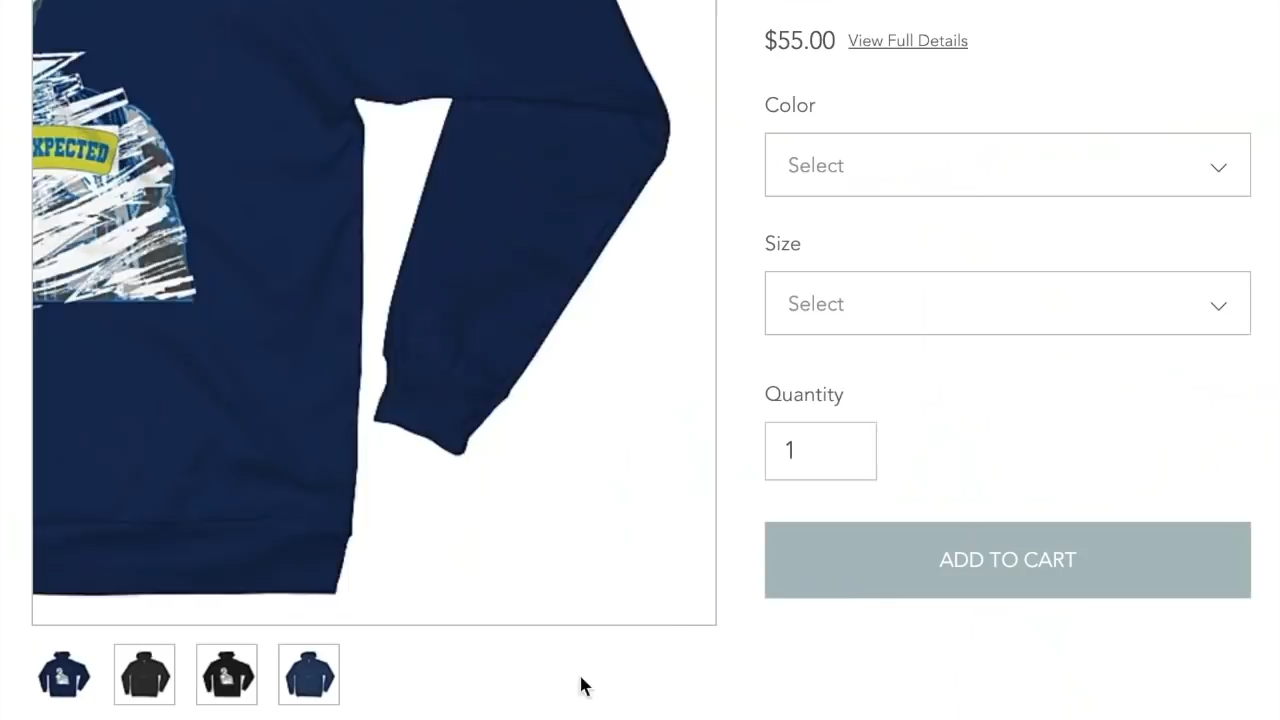 $55.00 View Full Details
Color
Select
XPECTED
Size
Select
Quantity
1
ADD TO CART